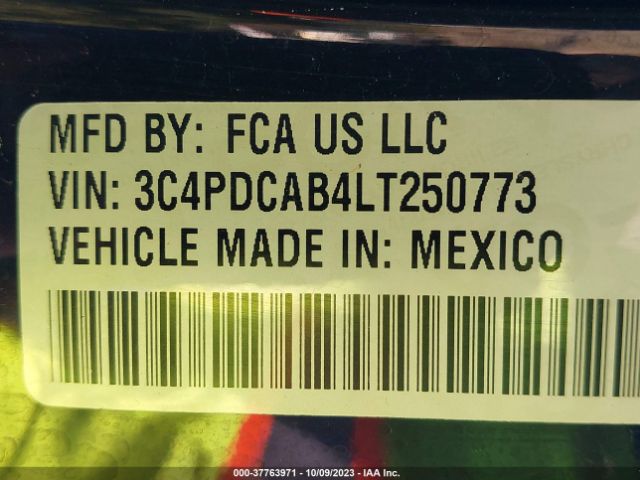 MFD BY: FCA US LLC
VIN: 3C4PDCAB4LT250773
VEHICLE MADE IN: MEXICO
000-37763971 - 10/09/2023 - IAA Inc.